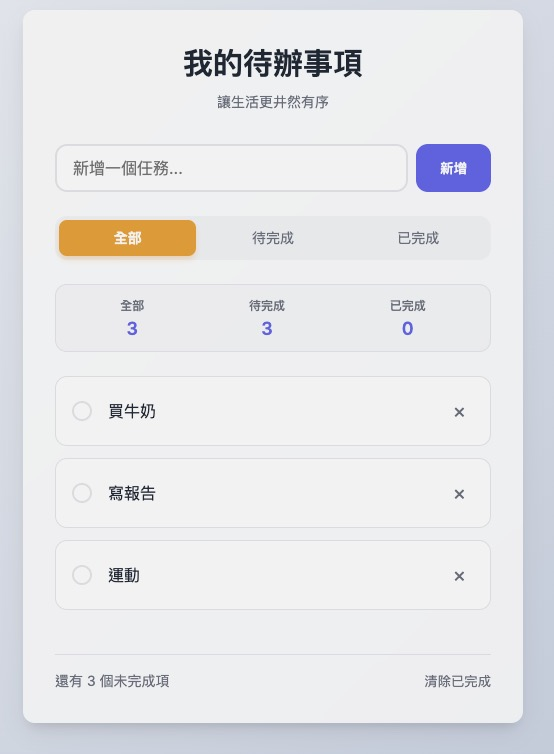 我的待辦事項
讓生活更井然有序
新增一個任務... 新增
全部 待完成 已完成
全部 待完成 已完成
3 3 0
買牛奶 ×
寫報告 ×
運動 ×
還有 3 個未完成項 清除已完成